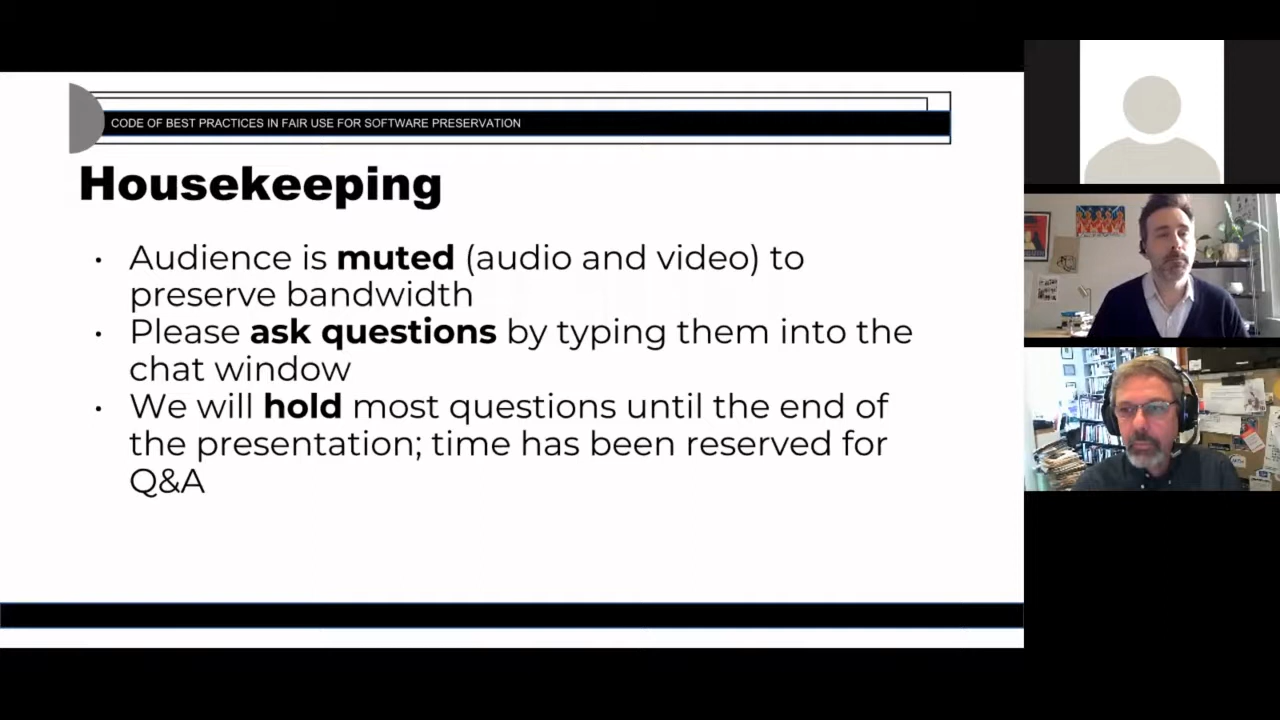 CODE OF BEST PRACTICES IN FAIR USE FOR SOFTWARE PRESERVATION
Housekeeping
• Audience is muted (audio and video) to
preserve bandwidth
• Please ask questions by typing them into the
chat window
• We will hold most questions until the end of
the presentation; time has been reserved for
Q&A